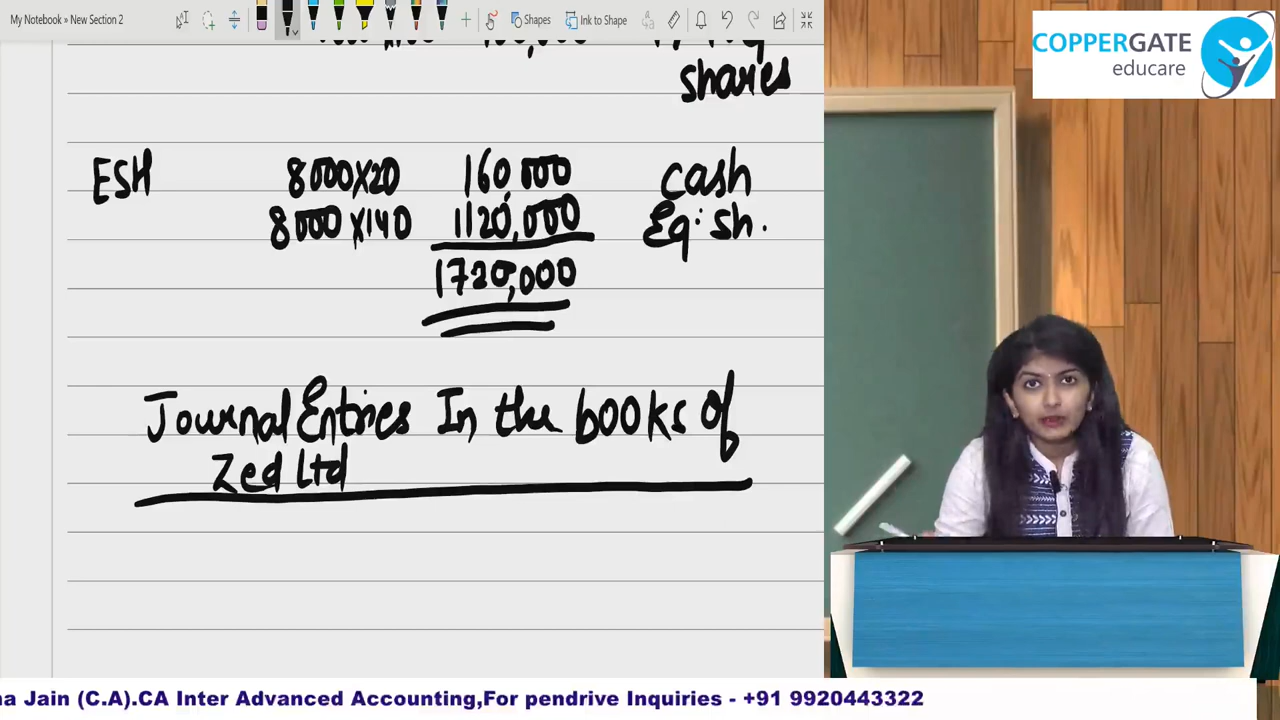 My Notebook » New Section 2
Shapes
Ink to Shape
COPPERGATE
educare
shares
ESH 8000x20 160,000 cash
8000x140 1120,000 Eq: sh.
1720,000
Journal Entries In the books Of
Zed Ltd
Jain (C.A).CA Inter Advanced Accounting,For pendrive Inquiries - +91 9920443322